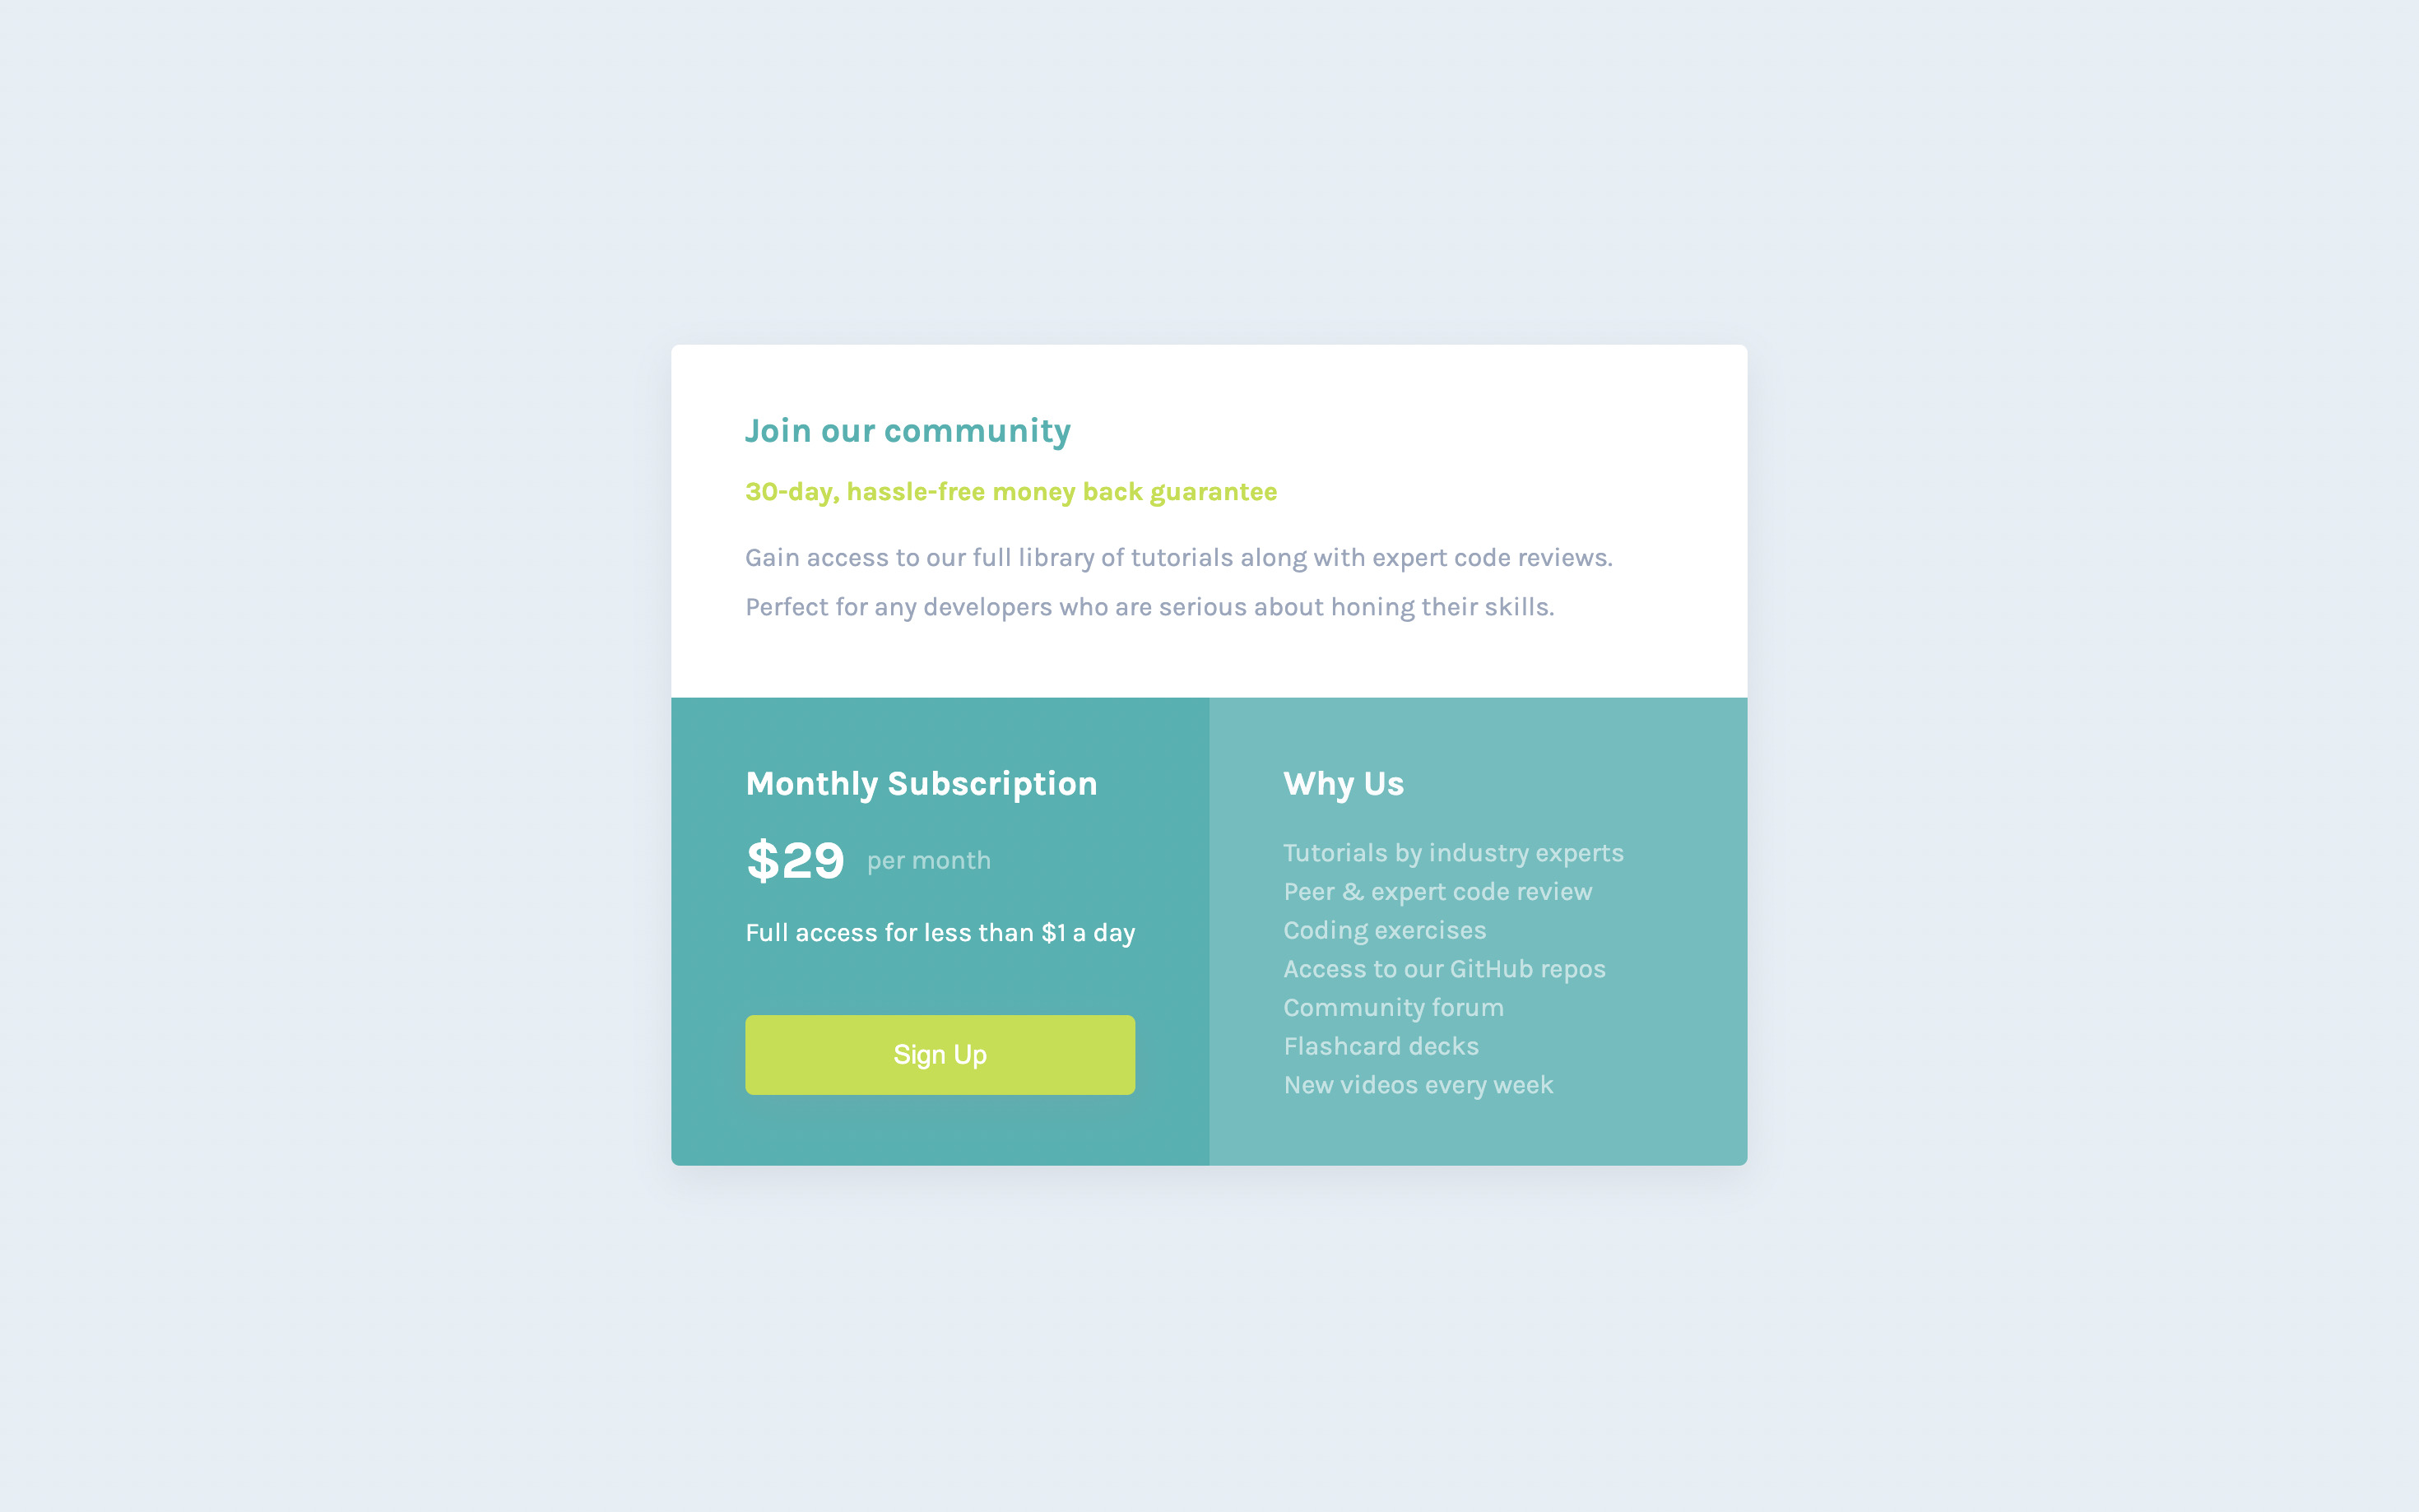 Join our community
30-day, hassle-free money back guarantee
Gain access to our full library of tutorials along with expert code reviews.
Perfect for any developers who are serious about honing their skills.
Monthly Subscription
$29 per month
Full access for less than $1 a day
Sign Up
Why Us
Tutorials by industry experts
Peer & expert code review
Coding exercises
Access to our GitHub repos
Community forum
Flashcard decks
New videos every week